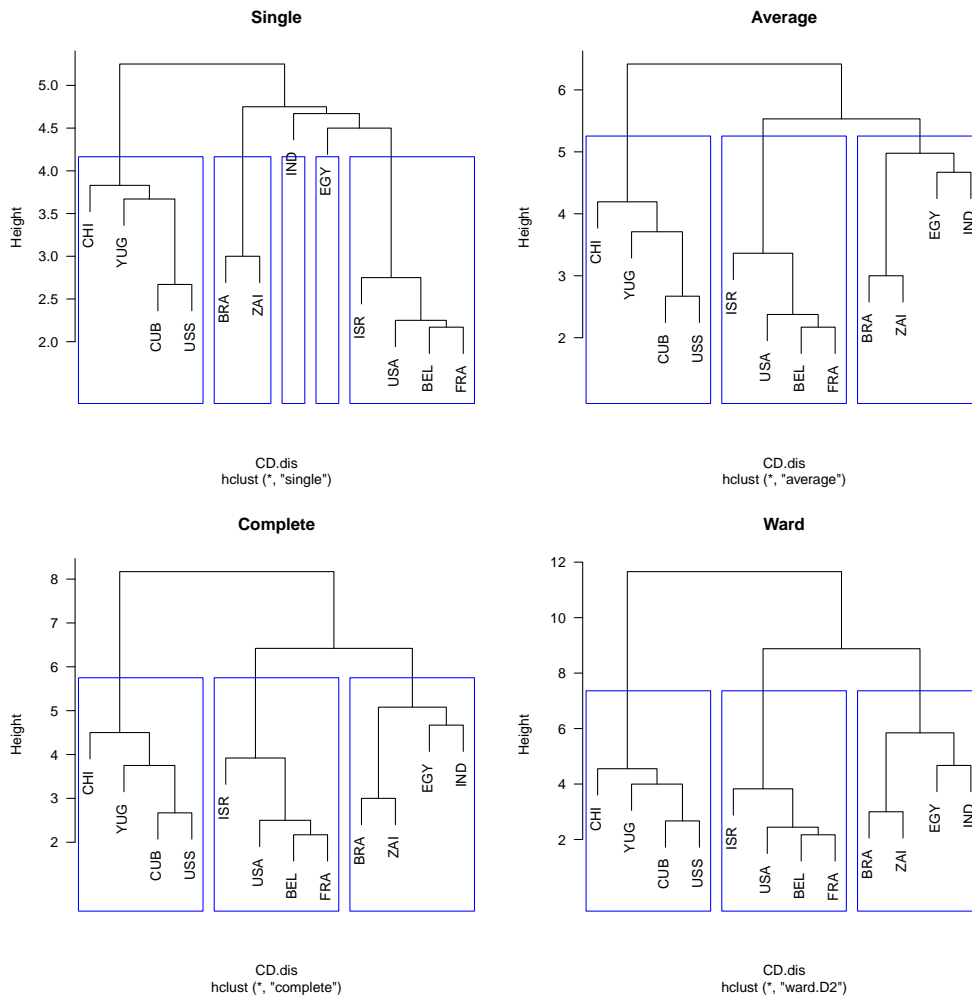 Single
Height
5.0
4.5
4.0
3.5
3.0
2.5
2.0
CHI
YUG
CUB
USS
BRA
ZAI
IND
EGY
ISR
USA
BEL
FRA
CD.dis
hclust (*, "single")
Average
Height
6
5
4
3
2
CHI
YUG
CUB
USS
ISR
USA
BEL
FRA
BRA
ZAI
EGY
IND
CD.dis
hclust (*, "average")
Complete
Height
8
7
6
5
4
3
2
CHI
YUG
CUB
USS
ISR
USA
BEL
FRA
BRA
ZAI
EGY
IND
CD.dis
hclust (*, "complete")
Ward
Height
12
10
8
6
4
2
CHI
YUG
CUB
USS
ISR
USA
BEL
FRA
BRA
ZAI
EGY
IND
CD.dis
hclust (*, "ward.D2")